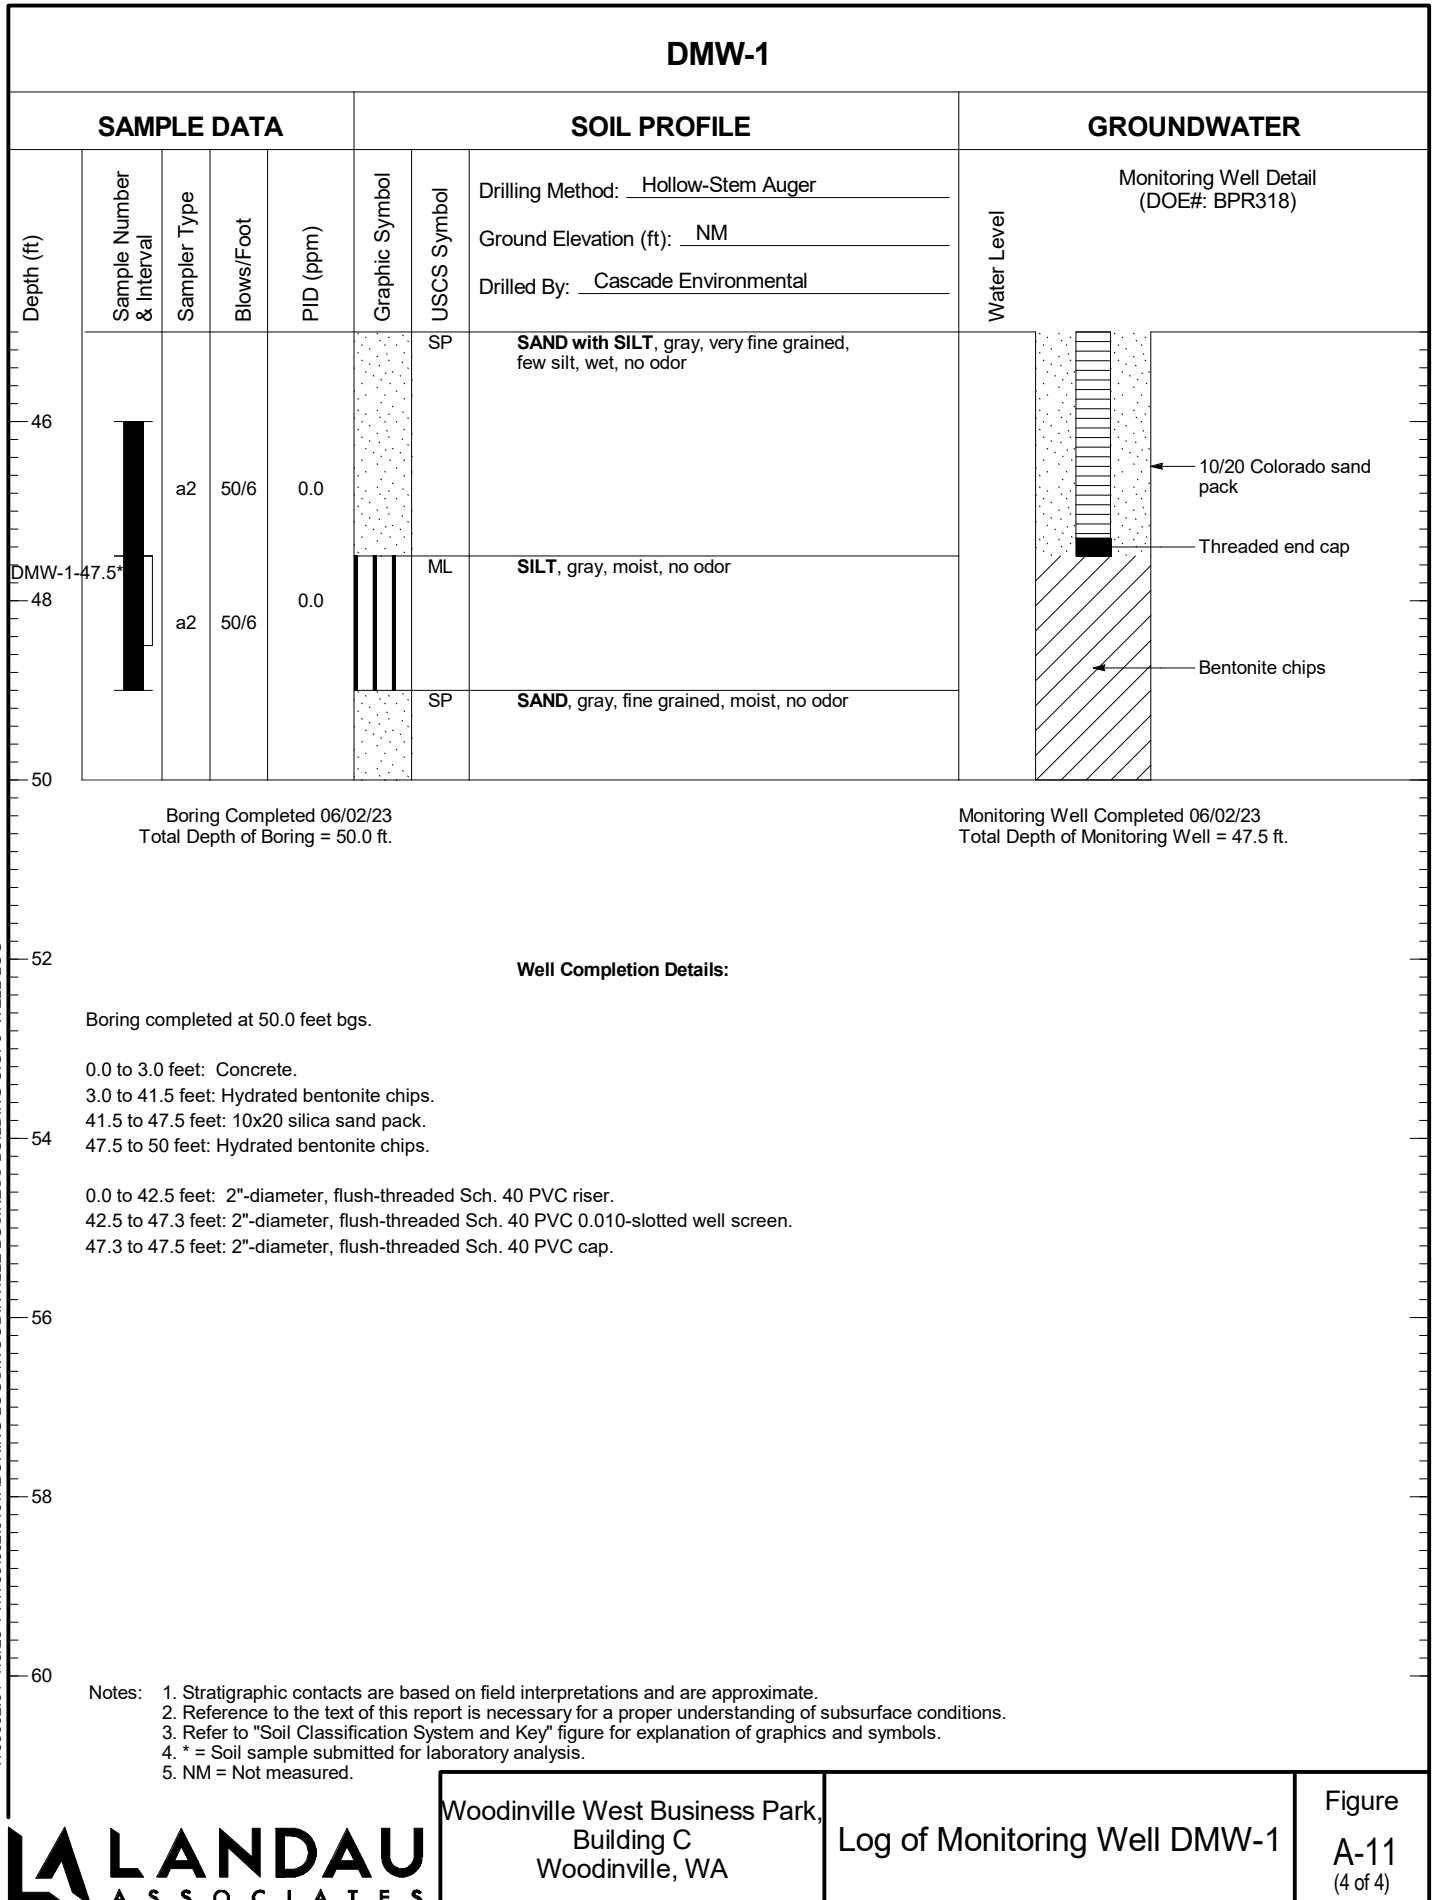 DMW-1
SAMPLE DATA
SOIL PROFILE
GROUNDWATER
Depth (ft)
Sample Number
& Interval
Sampler Type
Blows/Foot
PID (ppm)
Graphic Symbol
USCS Symbol
Drilling Method: Hollow-Stem Auger
Ground Elevation (ft): NM
Drilled By: Cascade Environmental
Water Level
Monitoring Well Detail
(DOE#: BPR318)
SP
SAND with SILT, gray, very fine grained,
few silt, wet, no odor
46
10/20 Colorado sand
pack
a2 50/6 0.0
Threaded end cap
DMW-1-47.5*
ML
SILT, gray, moist, no odor
48
0.0
a2 50/6
Bentonite chips
SP
SAND, gray, fine grained, moist, no odor
50
Boring Completed 06/02/23
Total Depth of Boring = 50.0 ft.
Monitoring Well Completed 06/02/23
Total Depth of Monitoring Well = 47.5 ft.
52
Well Completion Details:
Boring completed at 50.0 feet bgs.
0.0 to 3.0 feet: Concrete.
3.0 to 41.5 feet: Hydrated bentonite chips.
41.5 to 47.5 feet: 10x20 silica sand pack.
54
47.5 to 50 feet: Hydrated bentonite chips.
0.0 to 42.5 feet: 2"-diameter, flush-threaded Sch. 40 PVC riser.
42.5 to 47.3 feet: 2"-diameter, flush-threaded Sch. 40 PVC 0.010-slotted well screen.
47.3 to 47.5 feet: 2"-diameter, flush-threaded Sch. 40 PVC cap.
56
58
60
Notes: 1. Stratigraphic contacts are based on field interpretations and are approximate.
2. Reference to the text of this report is necessary for a proper understanding of subsurface conditions.
3. Refer to "Soil Classification System and Key" figure for explanation of graphics and symbols.
4. * = Soil sample submitted for laboratory analysis.
5. NM = Not measured.
LANDAU
ASSOCIATES
Woodinville West Business Park,
Building C
Woodinville, WA
Log of Monitoring Well DMW-1
Figure
A-11
(4 of 4)